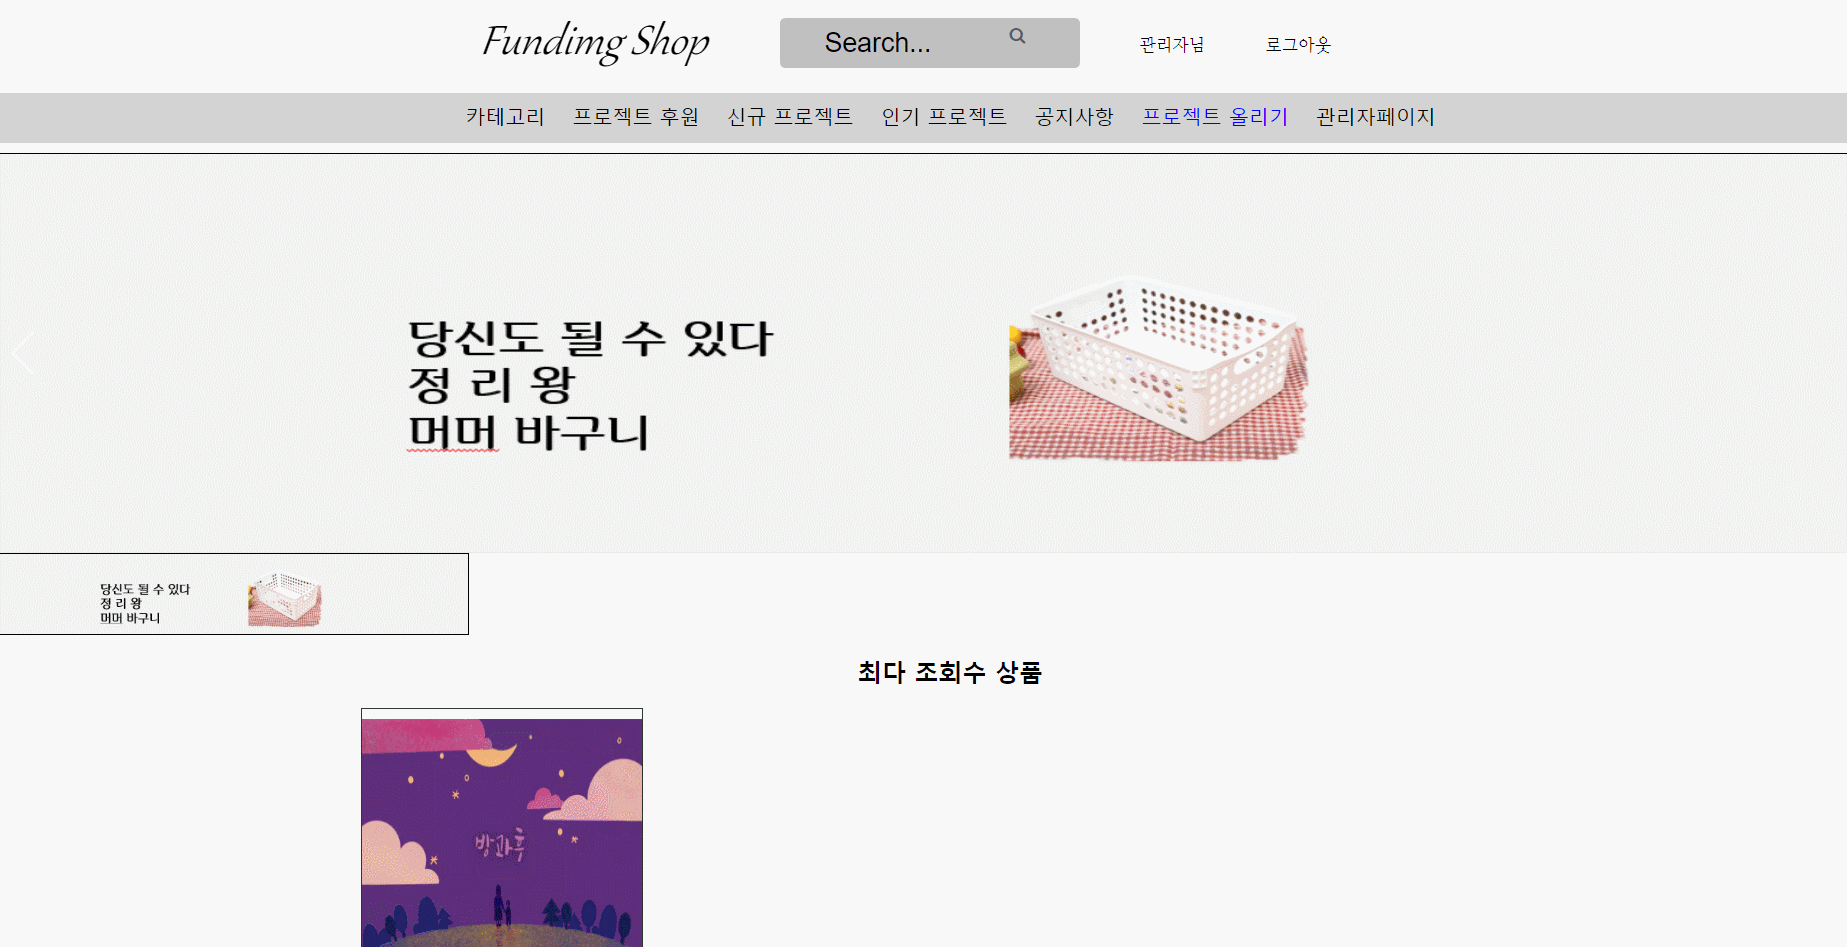 Fundimg Shop
Search...
관리자님
로그아웃
카테고리 프로젝트 후원 신규 프로젝트 인기 프로젝트 공지사항 프로젝트 올리기 관리자페이지
당신도 될 수 있다
정 리 왕
머머 바구니
당신도 될 수 있다
정 리 왕
머머 바구니
최다 조회수 상품
방과후